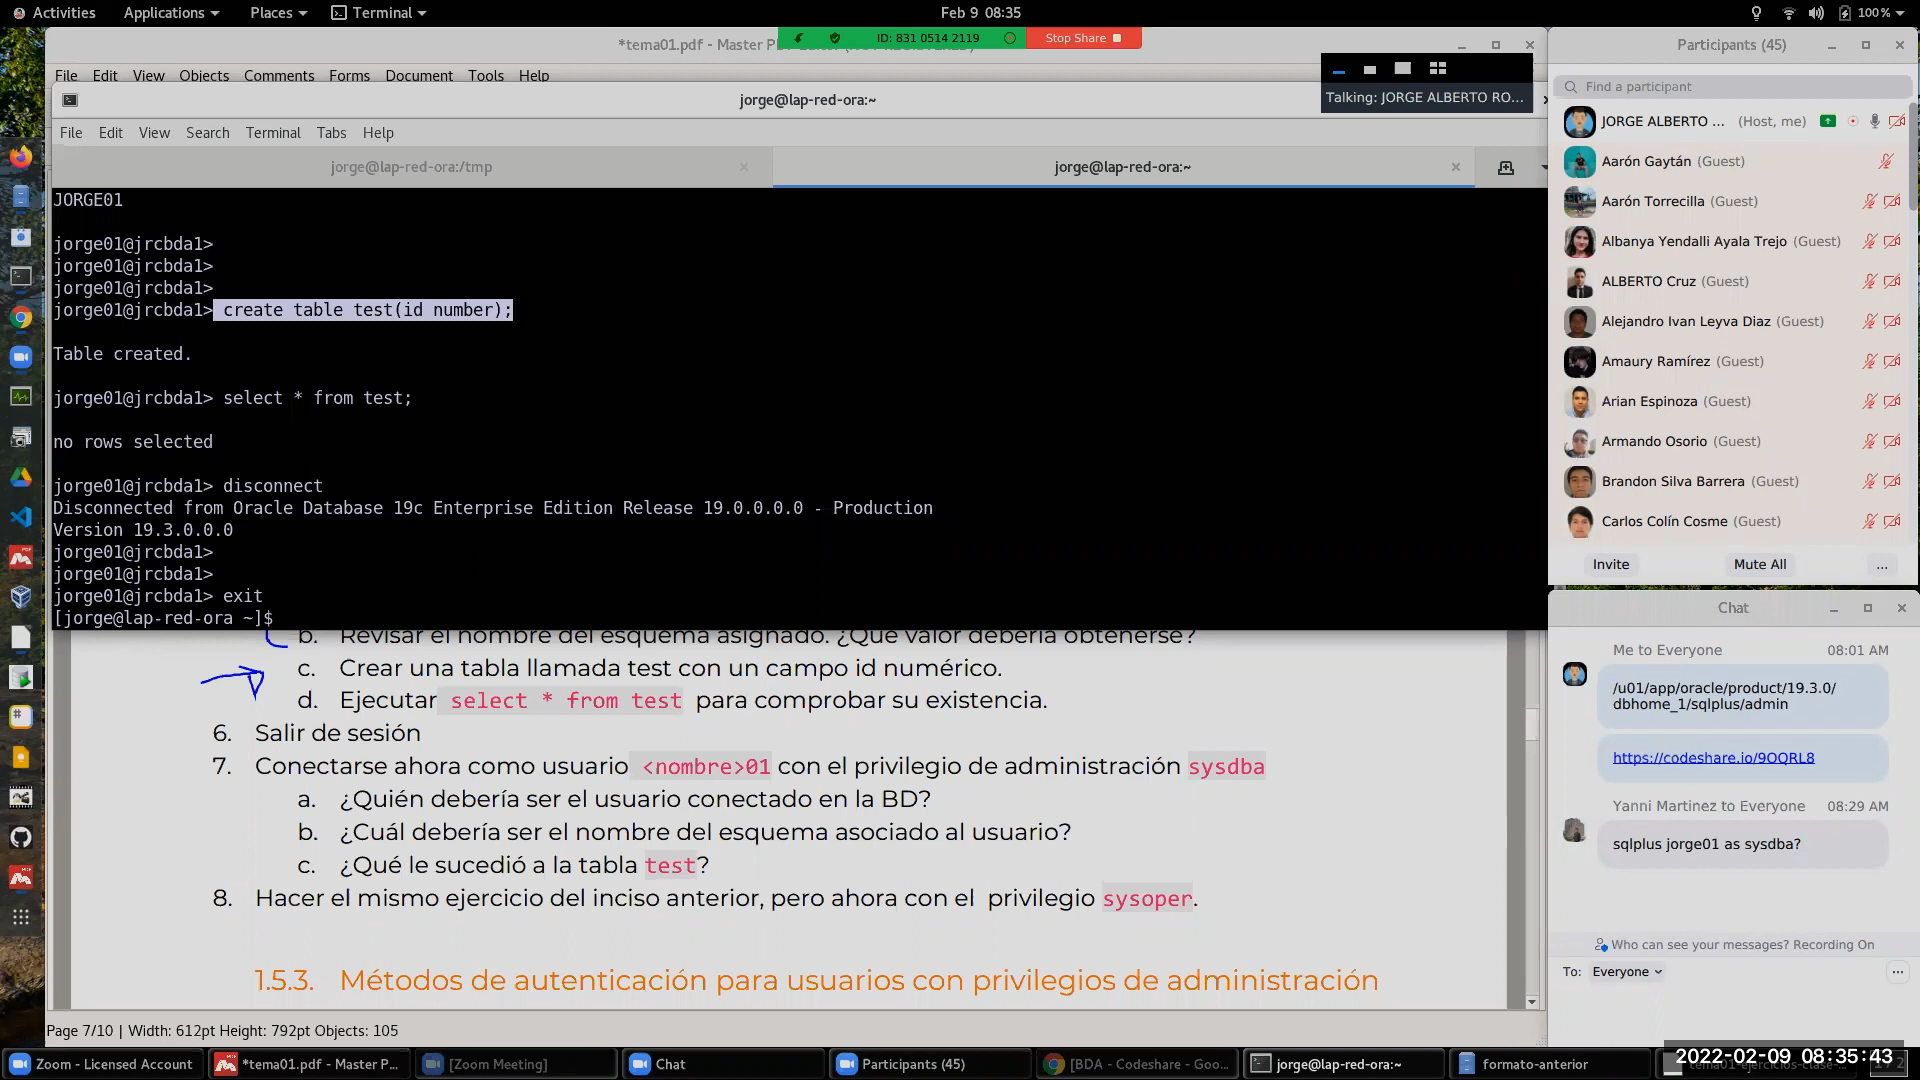 Activities Applications Places Terminal Feb 9 08:35 100%
*tema01.pdf - Master P
ID: 831 0514 2119 Stop Share
File Edit View Objects Comments Forms Document Tools Help
Talking: JORGE ALBERTO RO...
jorge@lap-red-ora:~
File Edit View Search Terminal Tabs Help
jorge@lap-red-ora:/tmp
jorge@lap-red-ora:~
JORGE01
jorge01@jrcbda1>
jorge01@jrcbda1>
jorge01@jrcbda1>
jorge01@jrcbda1> create table test(id number);
Table created.
jorge01@jrcbda1> select * from test;
no rows selected
jorge01@jrcbda1> disconnect
Disconnected from Oracle Database 19c Enterprise Edition Release 19.0.0.0.0 - Production
Version 19.3.0.0.0
jorge01@jrcbda1>
jorge01@jrcbda1>
jorge01@jrcbda1> exit
[jorge@lap-red-ora ~]$
b. Revisar el nombre del esquema asignado. ¿Qué valor debería obtenerse?
c. Crear una tabla llamada test con un campo id numérico.
d. Ejecutar select * from test para comprobar su existencia.
6. Salir de sesión
7. Conectarse ahora como usuario <nombre>01 con el privilegio de administración sysdba
a. ¿Quién debería ser el usuario conectado en la BD?
b. ¿Cuál debería ser el nombre del esquema asociado al usuario?
c. ¿Qué le sucedió a la tabla test?
8. Hacer el mismo ejercicio del inciso anterior, pero ahora con el privilegio sysoper.
1.5.3. Métodos de autenticación para usuarios con privilegios de administración
Page 7/10 | Width: 612pt Height: 792pt Objects: 105
Participants (45)
Find a participant
JORGE ALBERTO ... (Host, me)
Aarón Gaytán (Guest)
Aarón Torrecilla (Guest)
Albanya Yendalli Ayala Trejo (Guest)
ALBERTO Cruz (Guest)
Alejandro Ivan Leyva Diaz (Guest)
Amaury Ramírez (Guest)
Arian Espinoza (Guest)
Armando Osorio (Guest)
Brandon Silva Barrera (Guest)
Carlos Colín Cosme (Guest)
Invite Mute All ...
Chat
Me to Everyone 08:01 AM
/u01/app/oracle/product/19.3.0/
dbhome_1/sqlplus/admin
https://codeshare.io/9OQRL8
Yanni Martinez to Everyone 08:29 AM
sqlplus jorge01 as sysdba?
Who can see your messages? Recording On
To: Everyone
Zoom - Licensed Account *tema01.pdf - Master P... [Zoom Meeting] Chat Participants (45) [BDA - Codeshare - Goo... jorge@lap-red-ora:~ formato-anterior
2022-02-09 08:35:43